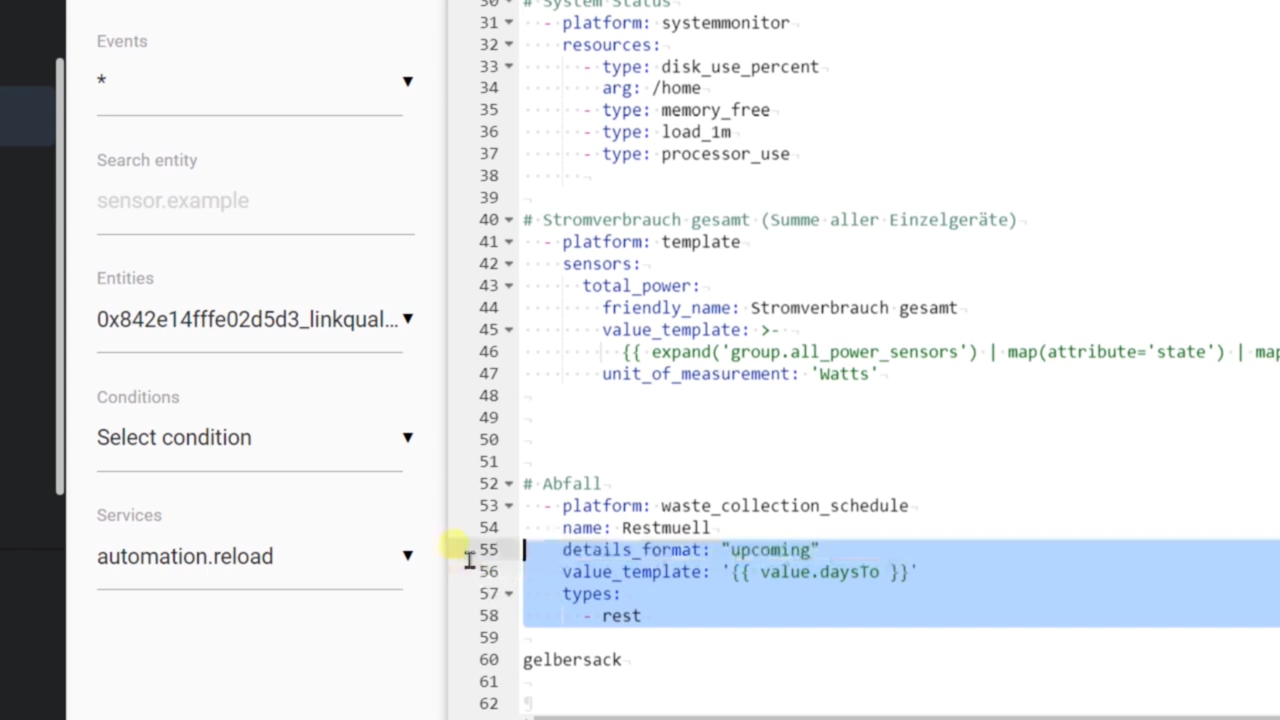 Events
*
Search entity
sensor.example
Entities
0x842e14fffe02d5d3_linkqual...
Conditions
Select condition
Services
automation.reload
30 # System Status
31 - platform: systemmonitor
32 resources:
33 - type: disk_use_percent
34 arg: /home
35 - type: memory_free
36 - type: load_1m
37 - type: processor_use
38
39
40 # Stromverbrauch gesamt (Summe aller Einzelgeräte)
41 - platform: template
42 sensors:
43 total_power:
44 friendly_name: Stromverbrauch gesamt
45 value_template: >-
46 {{ expand('group.all_power_sensors') | map(attribute='state') | map
47 unit_of_measurement: 'Watts'
48
49
50
51
52 # Abfall
53 - platform: waste_collection_schedule
54 name: Restmuell
55 details_format: "upcoming"
56 value_template: '{{ value.daysTo }}'
57 types:
58 - rest
59
60 gelbersack
61
62